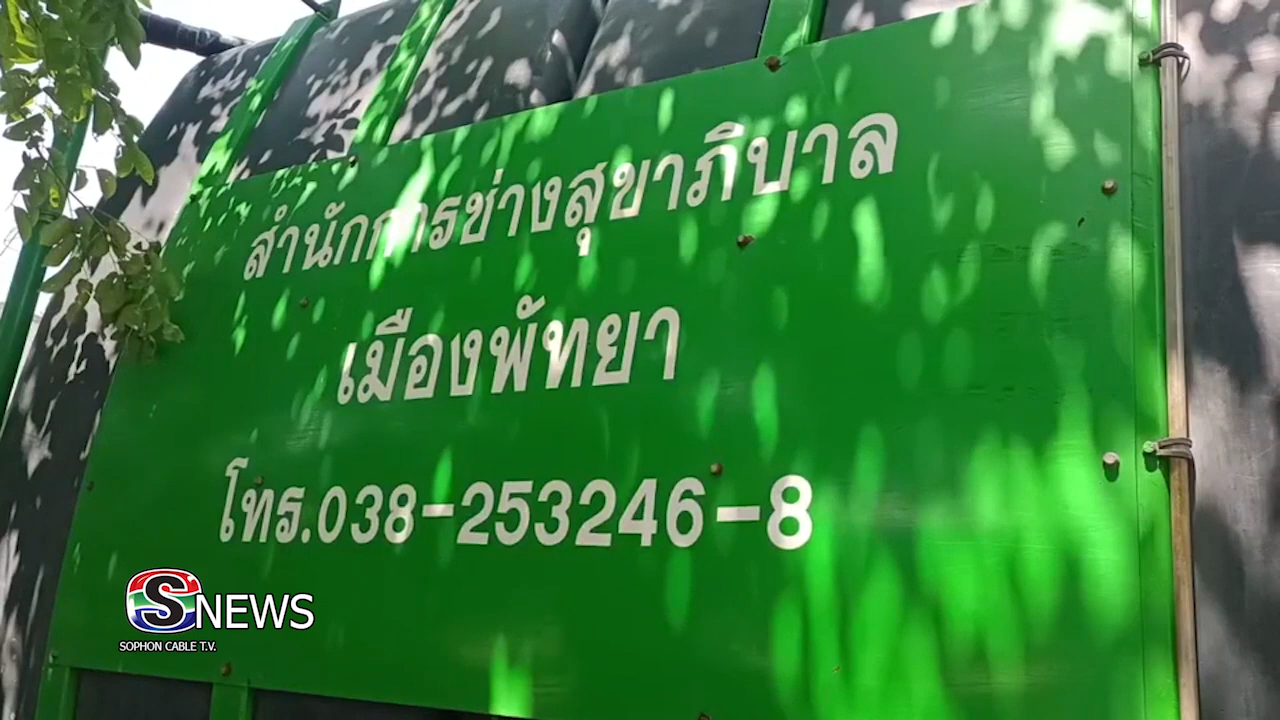 สำนักการช่างสุขาภิบาล
เมืองพัทยา
โทร.038-253246-8
S NEWS
SOPHON CABLE T.V.